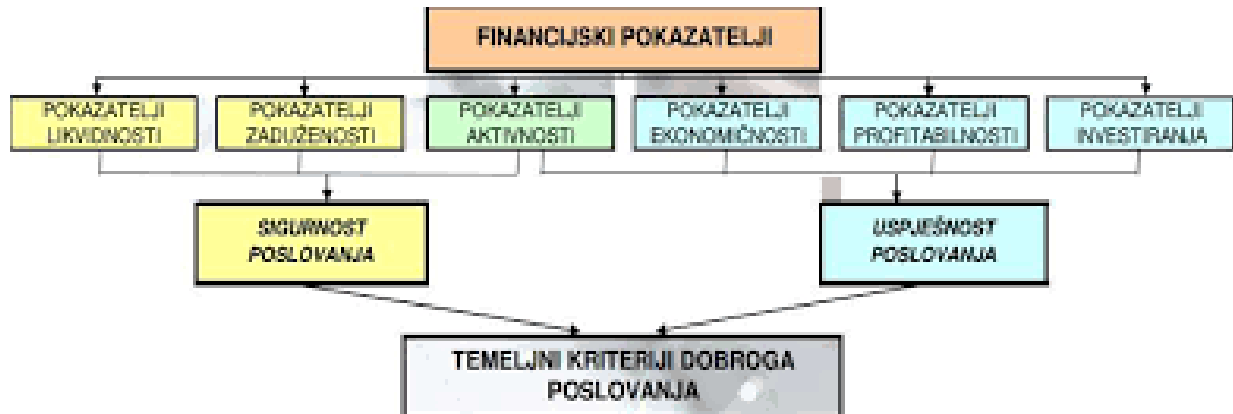 FINANCIJSKI POKAZATELJI
POKAZATELJI
LIKVIDNOSTI
POKAZATELJI
ZADUŽENOSTI
POKAZATELJI
AKTIVNOSTI
POKAZATELJI
EKONOMIČNOSTI
POKAZATELJI
PROFITABILNOSTI
POKAZATELJI
INVESTIRANJA
SIGURNOST
POSLOVANJA
USPJEŠNOST
POSLOVANJA
TEMELJNI KRITERIJI DOBROGA
POSLOVANJA